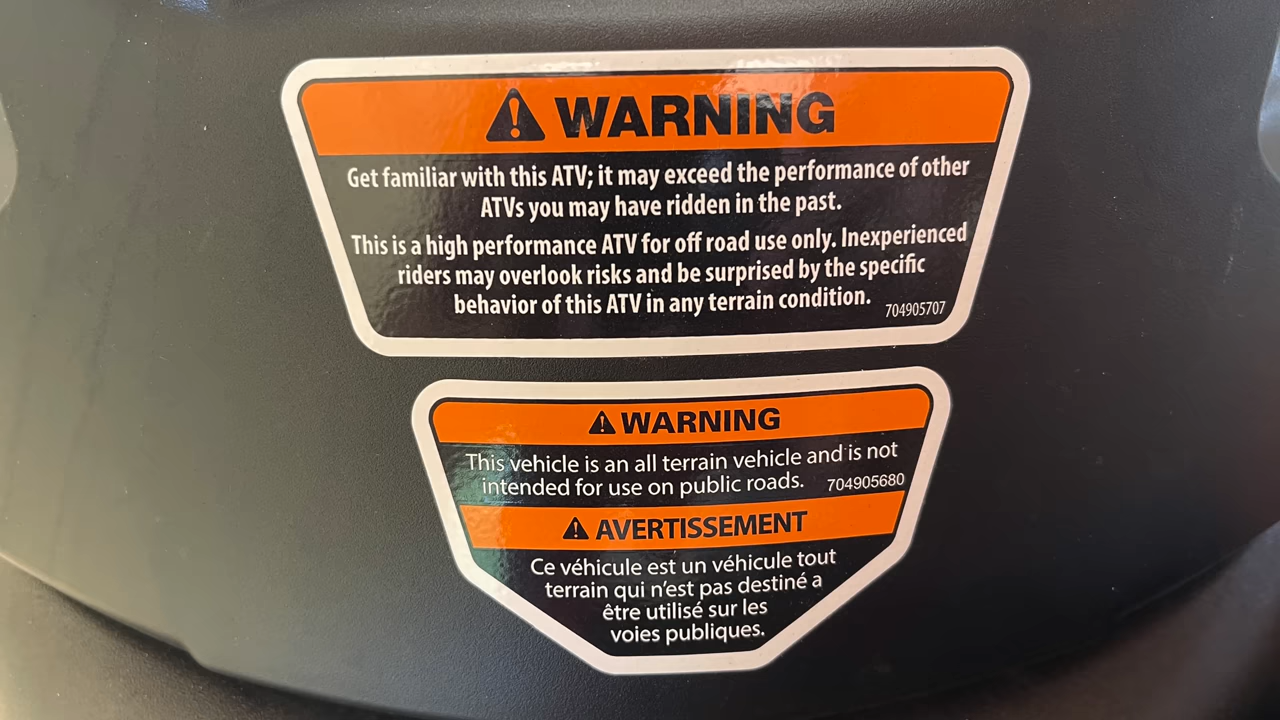 WARNING
Get familiar with this ATV; it may exceed the performance of other
ATVs you may have ridden in the past.
This is a high performance ATV for off road use only. Inexperienced
riders may overlook risks and be surprised by the specific
behavior of this ATV in any terrain condition. 704905707
WARNING
This vehicle is an all terrain vehicle and is not
intended for use on public roads. 704905680
AVERTISSEMENT
Ce véhicule est un véhicule tout
terrain qui n'est pas destiné a
être utilisé sur les
voies publiques.